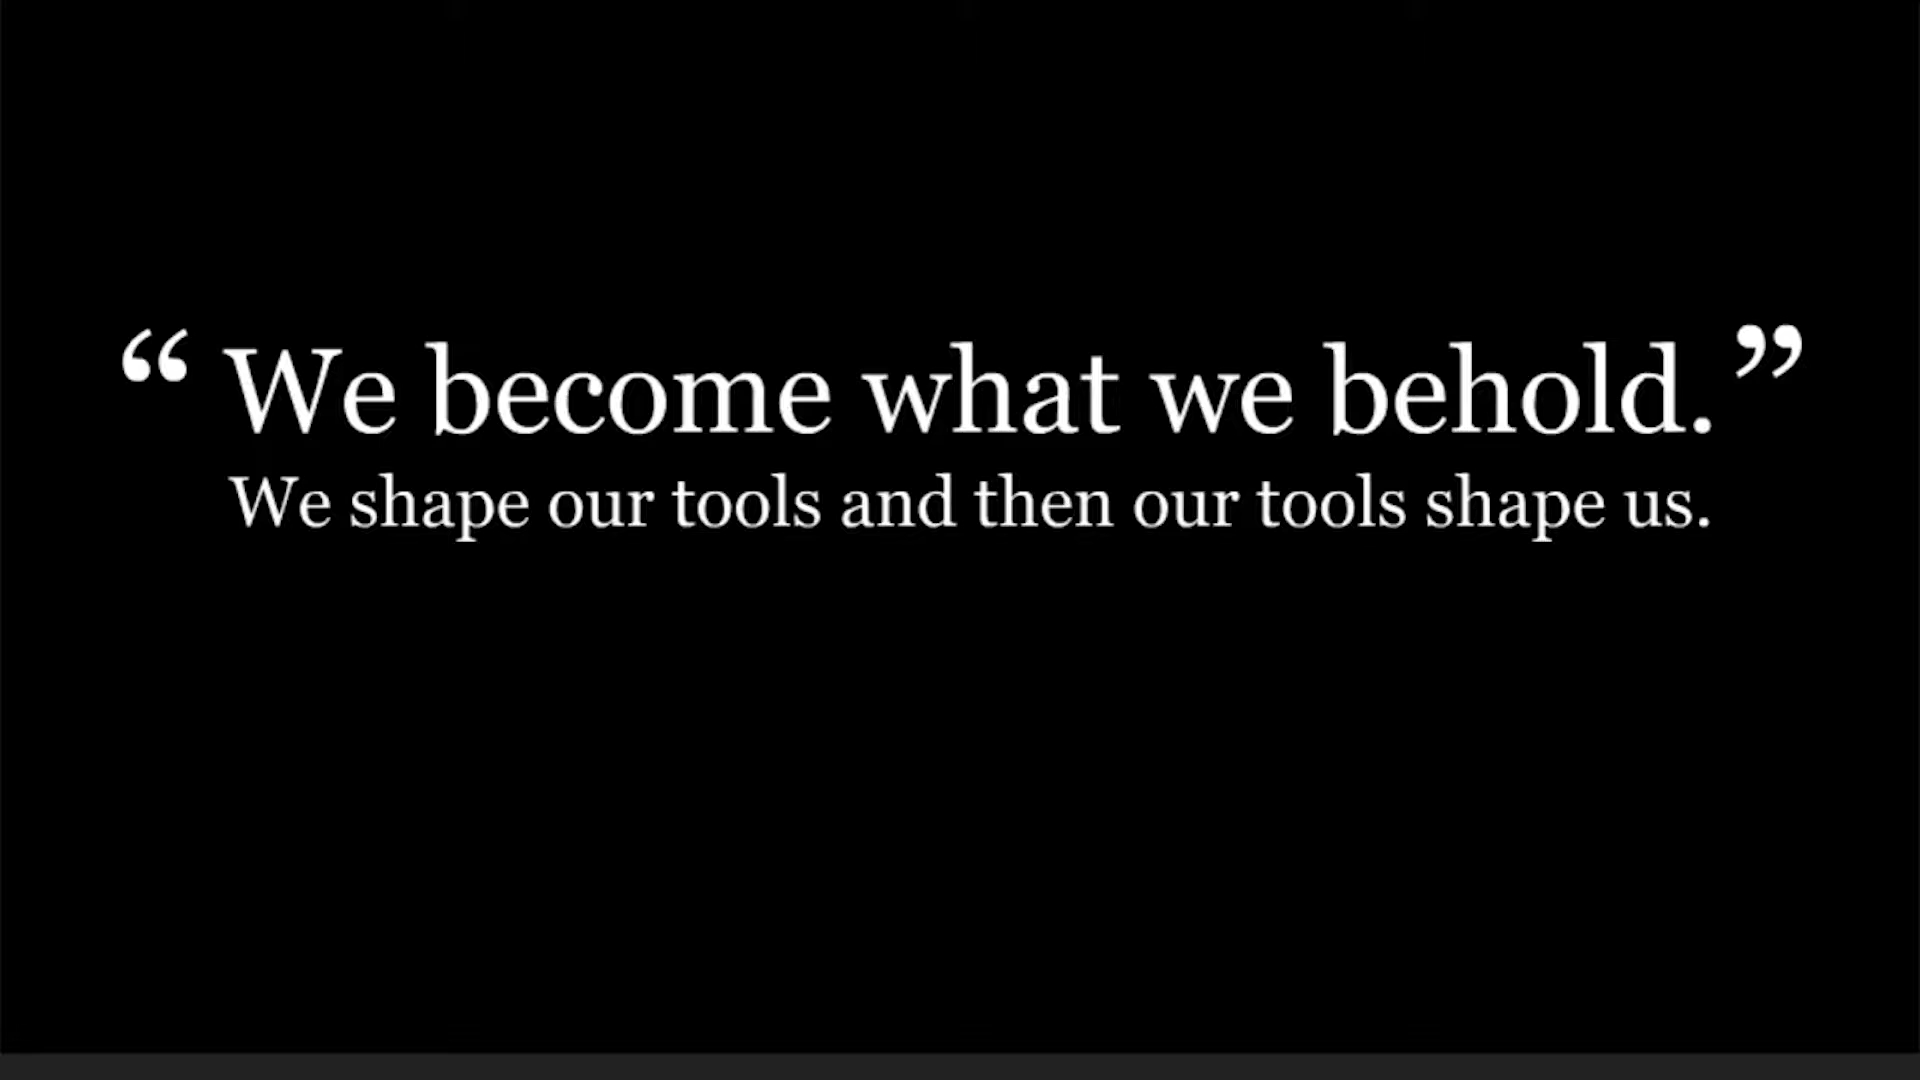 “We become what we behold.”
We shape our tools and then our tools shape us.